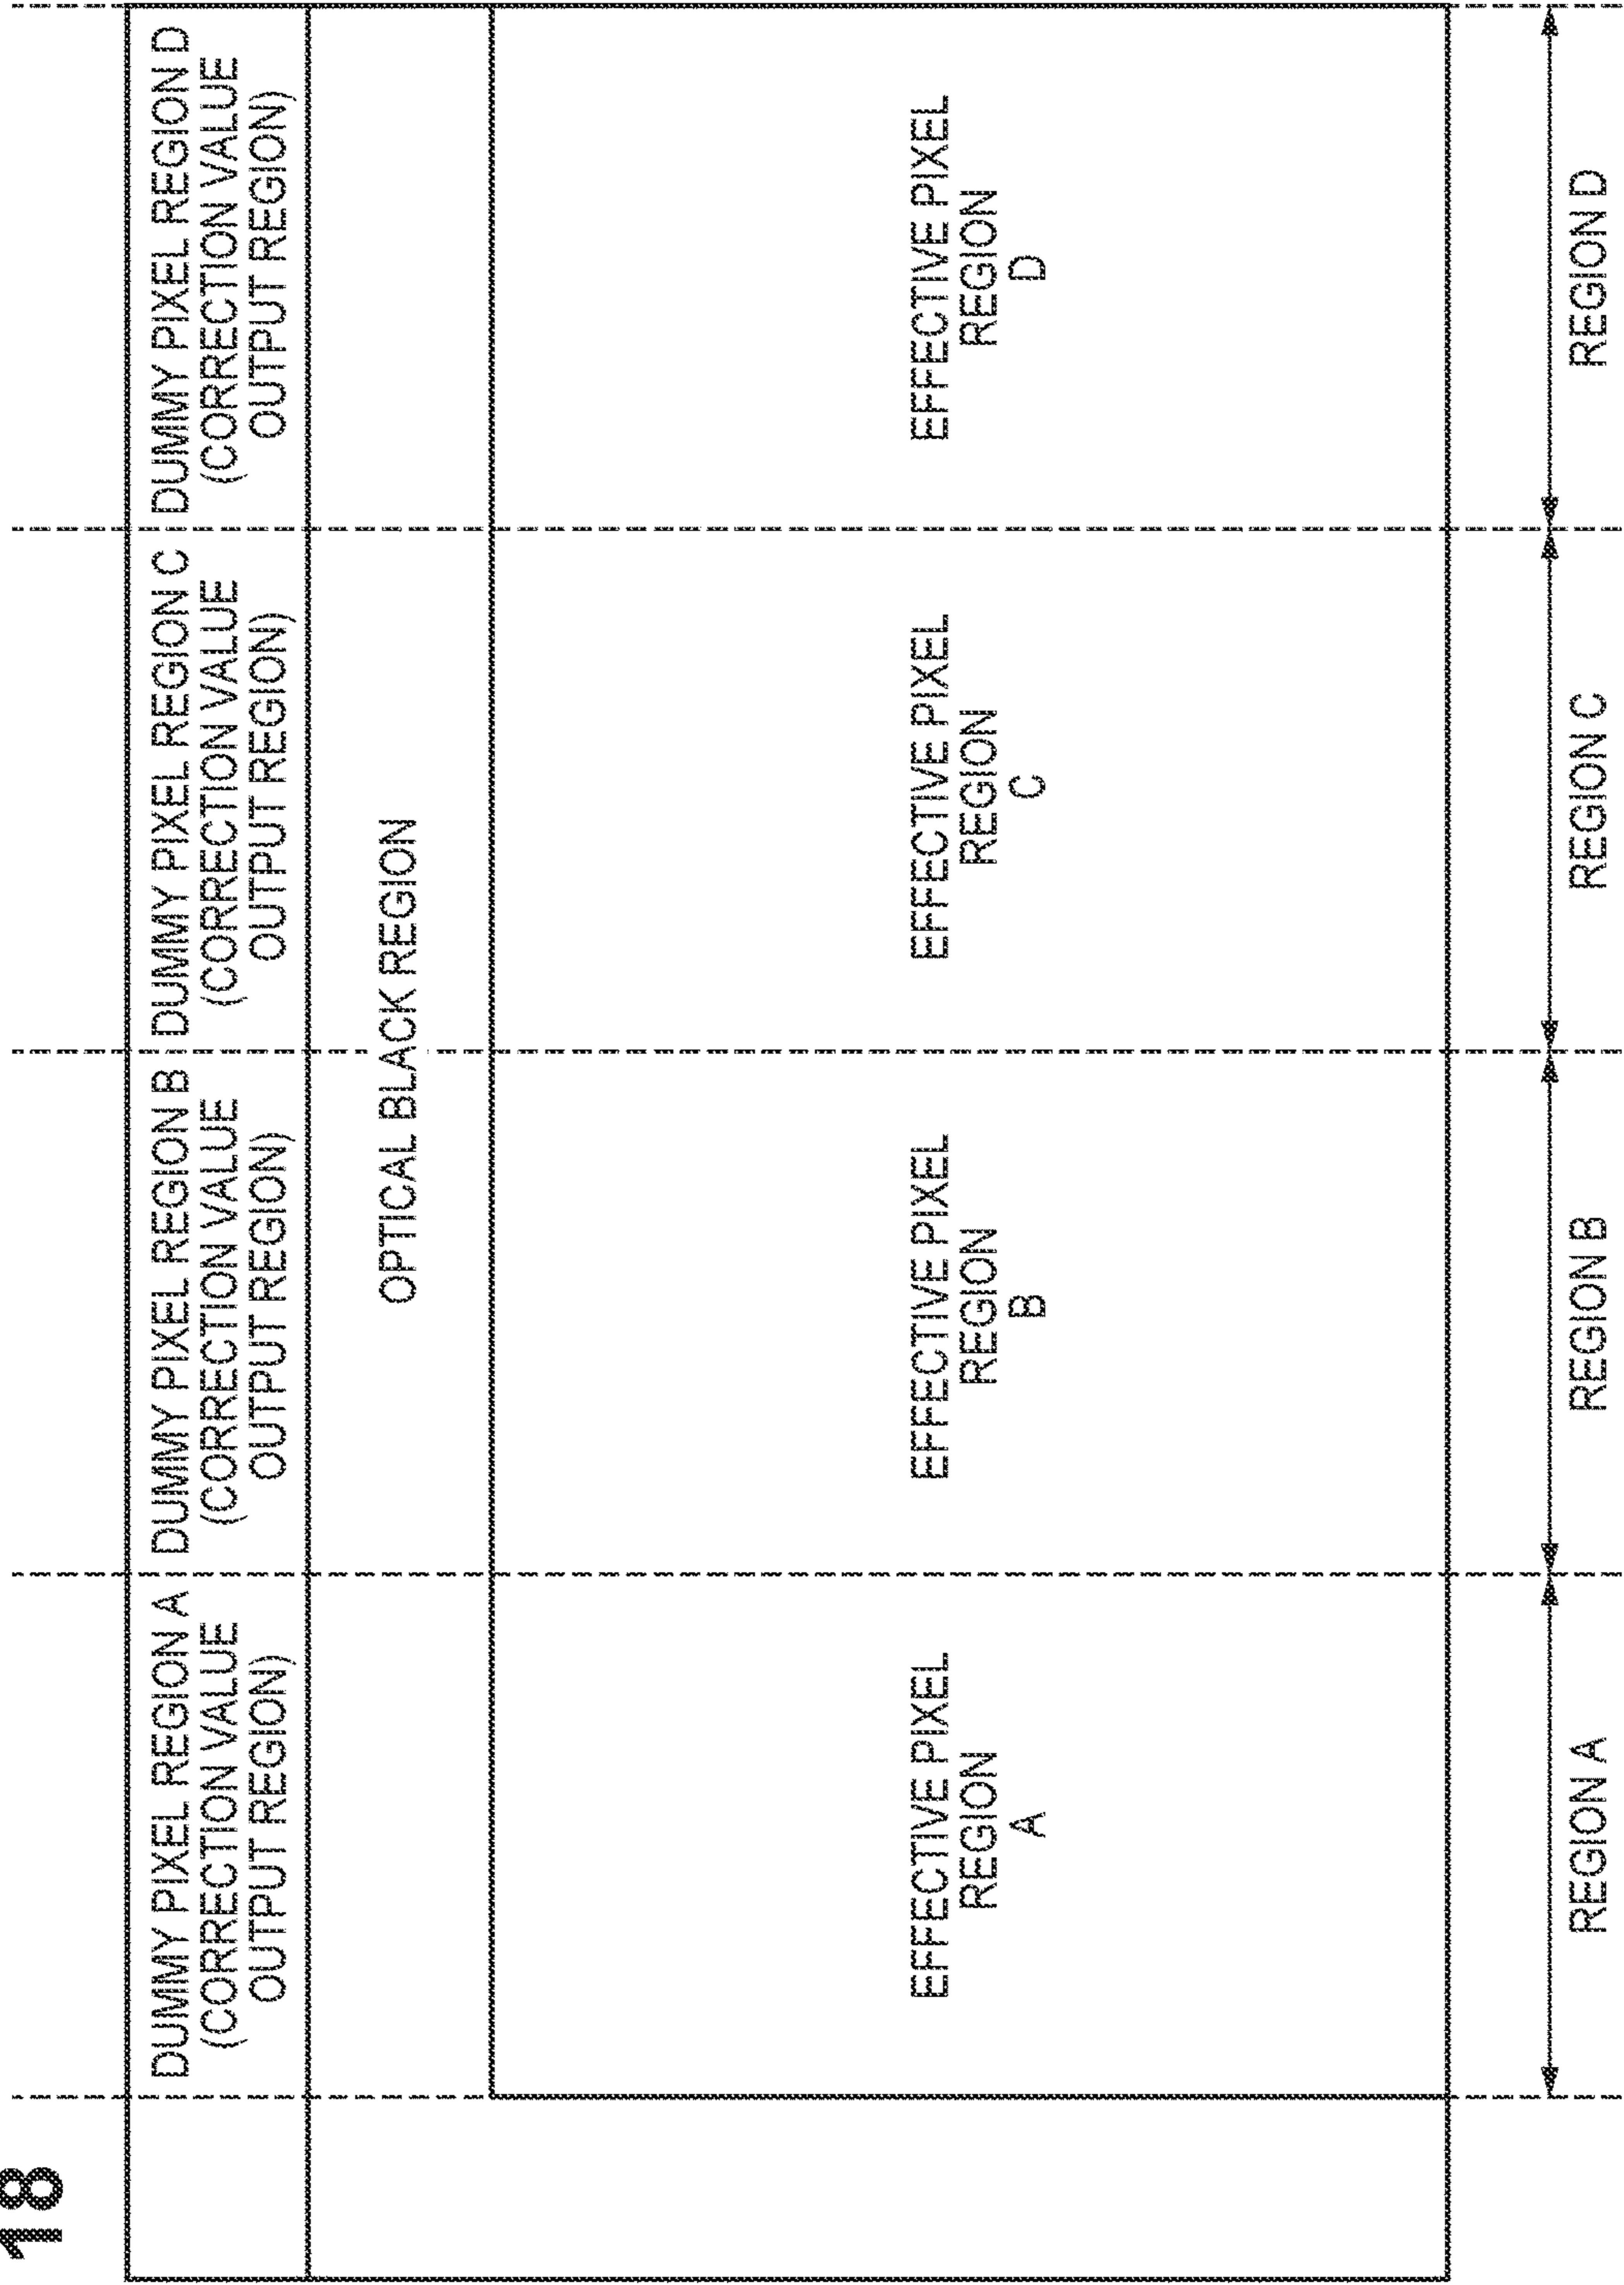 18
DUMMY PIXEL REGION A
(CORRECTION VALUE
OUTPUT REGION)
DUMMY PIXEL REGION B
(CORRECTION VALUE
OUTPUT REGION)
DUMMY PIXEL REGION C
(CORRECTION VALUE
OUTPUT REGION)
DUMMY PIXEL REGION D
(CORRECTION VALUE
OUTPUT REGION)
OPTICAL BLACK REGION
EFFECTIVE PIXEL
REGION
A
EFFECTIVE PIXEL
REGION
B
EFFECTIVE PIXEL
REGION
C
EFFECTIVE PIXEL
REGION
D
REGION A
REGION B
REGION C
REGION D